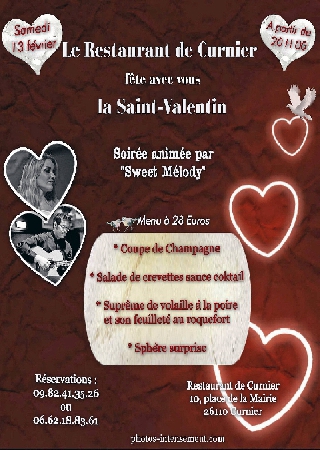 Samedi
13 février
A partir de
20 H 00
Le Restaurant de Curnier
fête avec vous
la Saint-Valentin
Soirée animée par
"Sweet Mélody"
Menu à 28 Euros
* Coupe de Champagne
* Salade de crevettes sauce coktail
* Suprême de volaille à la poire
et son feuilleté au roquefort
* Sphère surprise
Réservations :
09.82.41.35.26
ou
06.62.18.83.61
Restaurant de Curnier
10, place de la Mairie
26110 Curnier
photos-intensement.com